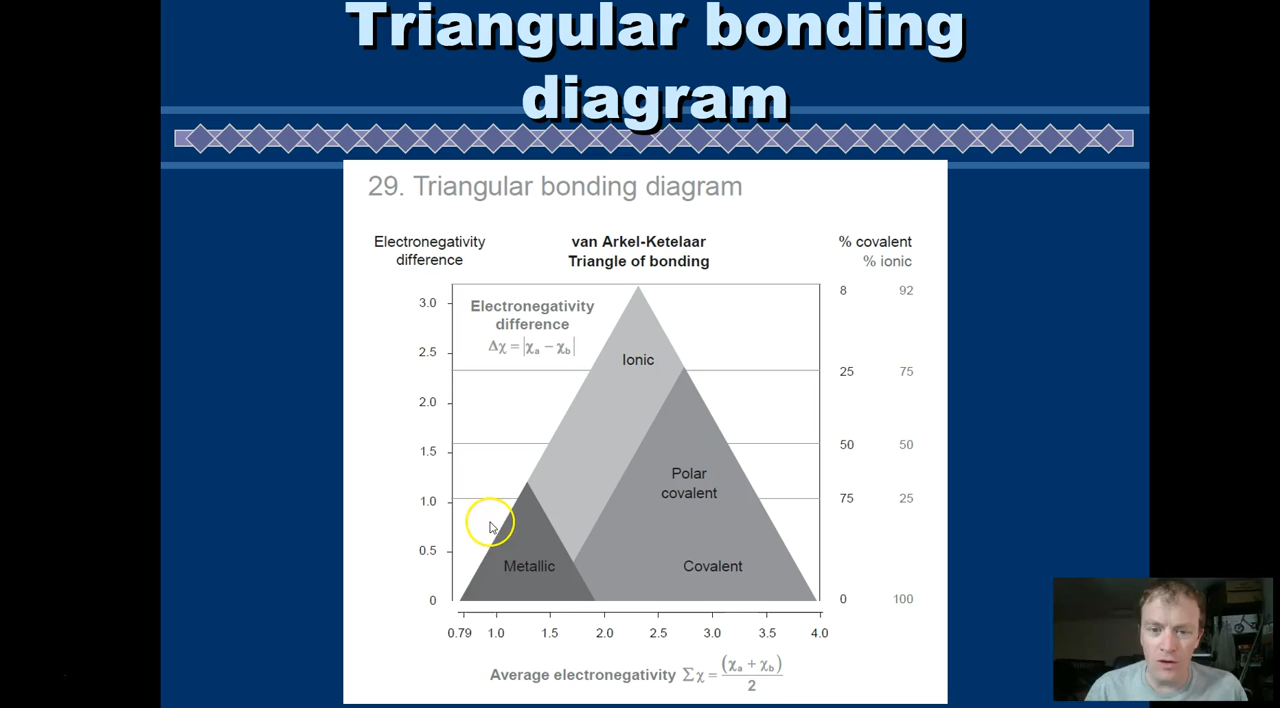 Triangular bonding
diagram
29. Triangular bonding diagram
Electronegativity
difference
van Arkel-Ketelaar
Triangle of bonding
% covalent
% ionic
Electronegativity
difference
Δχ = |χa − χb|
3.0
2.5
2.0
1.5
1.0
0.5
0
Ionic
Polar
covalent
Metallic
Covalent
8 92
25 75
50 50
75 25
0 100
0.79 1.0 1.5 2.0 2.5 3.0 3.5 4.0
Average electronegativity Σχ = (χa + χb)
2